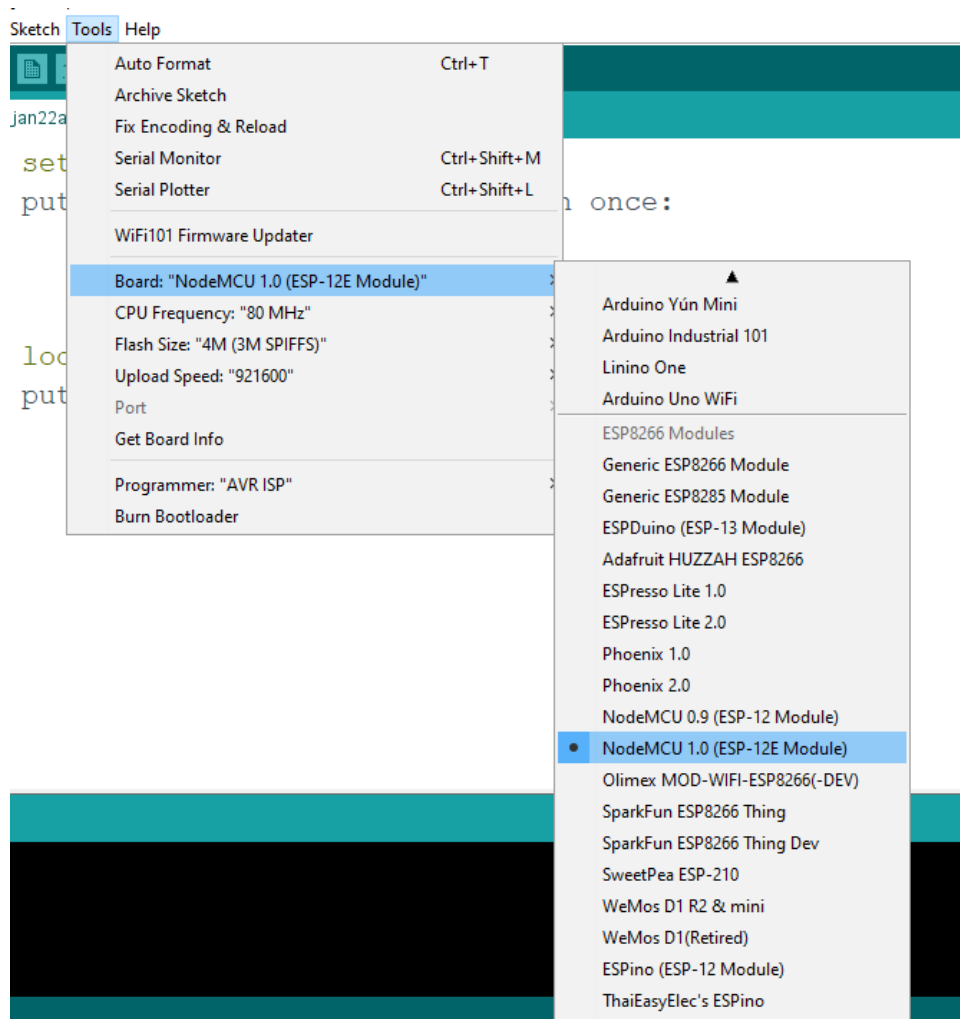 Sketch Tools Help
Auto Format Ctrl+T
Archive Sketch
jan22a
Fix Encoding & Reload
set
Serial Monitor Ctrl+Shift+M
Serial Plotter Ctrl+Shift+L
put
n once:
WiFi101 Firmware Updater
Board: "NodeMCU 1.0 (ESP-12E Module)"
CPU Frequency: "80 MHz"
Flash Size: "4M (3M SPIFFS)"
loo
Upload Speed: "921600"
put
Port
Get Board Info
Programmer: "AVR ISP"
Burn Bootloader
Arduino Yún Mini
Arduino Industrial 101
Linino One
Arduino Uno WiFi
ESP8266 Modules
Generic ESP8266 Module
Generic ESP8285 Module
ESPDuino (ESP-13 Module)
Adafruit HUZZAH ESP8266
ESPresso Lite 1.0
ESPresso Lite 2.0
Phoenix 1.0
Phoenix 2.0
NodeMCU 0.9 (ESP-12 Module)
NodeMCU 1.0 (ESP-12E Module)
Olimex MOD-WIFI-ESP8266(-DEV)
SparkFun ESP8266 Thing
SparkFun ESP8266 Thing Dev
SweetPea ESP-210
WeMos D1 R2 & mini
WeMos D1(Retired)
ESPino (ESP-12 Module)
ThaiEasyElec's ESPino